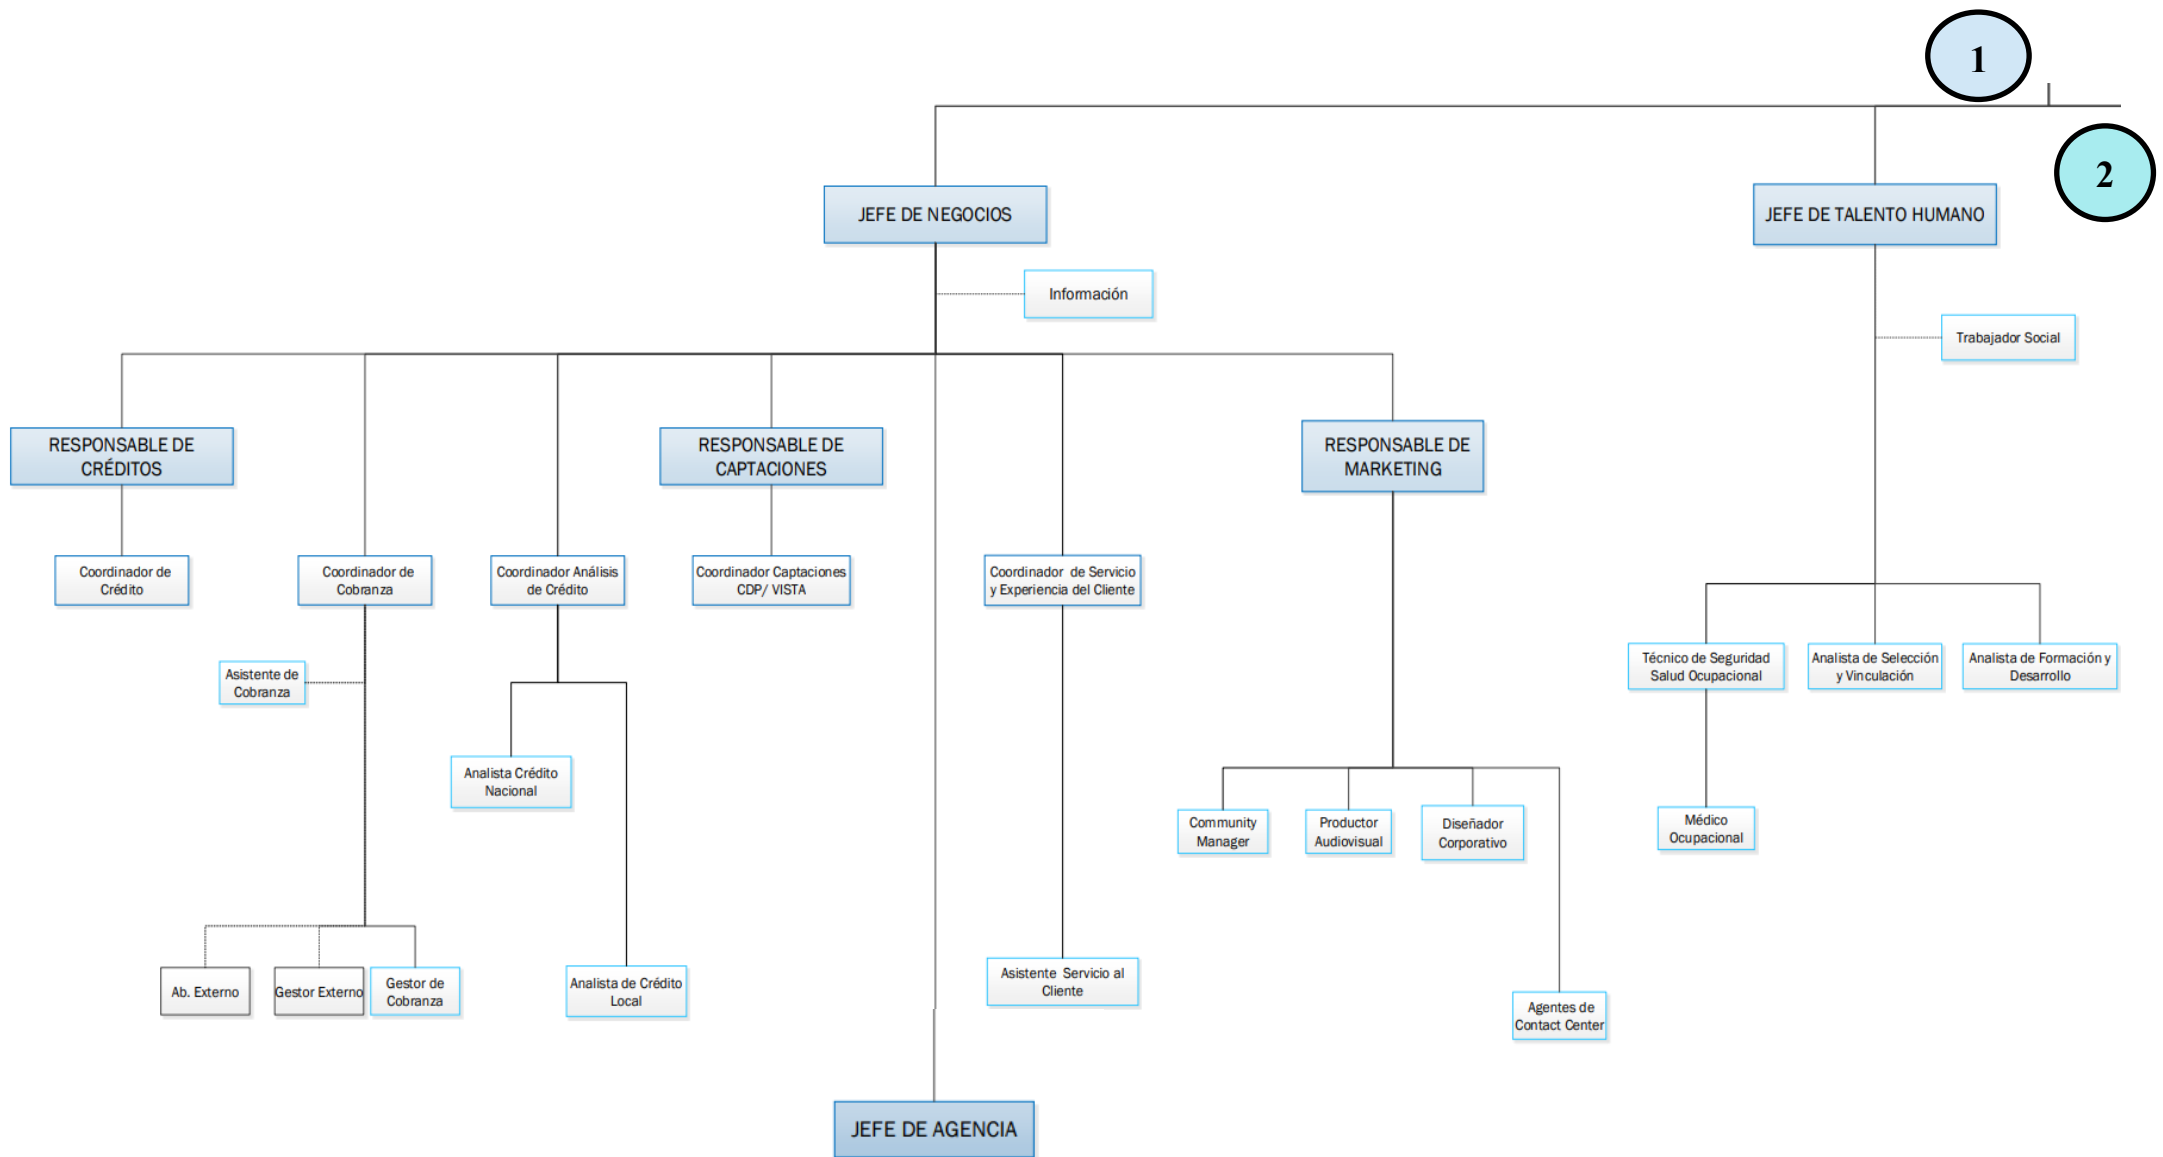 1
2
JEFE DE NEGOCIOS
JEFE DE TALENTO HUMANO
Información
Trabajador Social
RESPONSABLE DE
CRÉDITOS
RESPONSABLE DE
CAPTACIONES
RESPONSABLE DE
MARKETING
Coordinador de
Crédito
Coordinador de
Cobranza
Coordinador Análisis
de Crédito
Coordinador Captaciones
CDP/ VISTA
Coordinador de Servicio
y Experiencia del Cliente
Técnico de Seguridad
Salud Ocupacional
Analista de Selección
y Vinculación
Analista de Formación y
Desarrollo
Asistente de
Cobranza
Analista Crédito
Nacional
Community
Manager
Productor
Audiovisual
Diseñador
Corporativo
Médico
Ocupacional
Ab. Externo
Gestor Externo
Gestor de
Cobranza
Analista de Crédito
Local
Asistente Servicio al
Cliente
Agentes de
Contact Center
JEFE DE AGENCIA